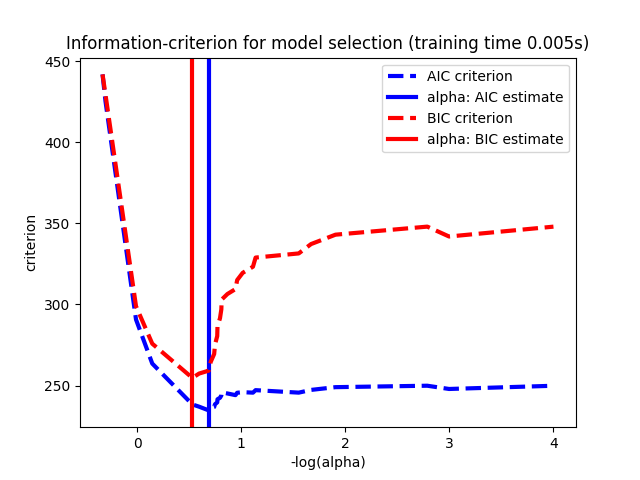 Information-criterion for model selection (training time 0.005s)
450
400
350
300
250
criterion
AIC criterion
alpha: AIC estimate
BIC criterion
alpha: BIC estimate
0 1 2 3 4
-log(alpha)